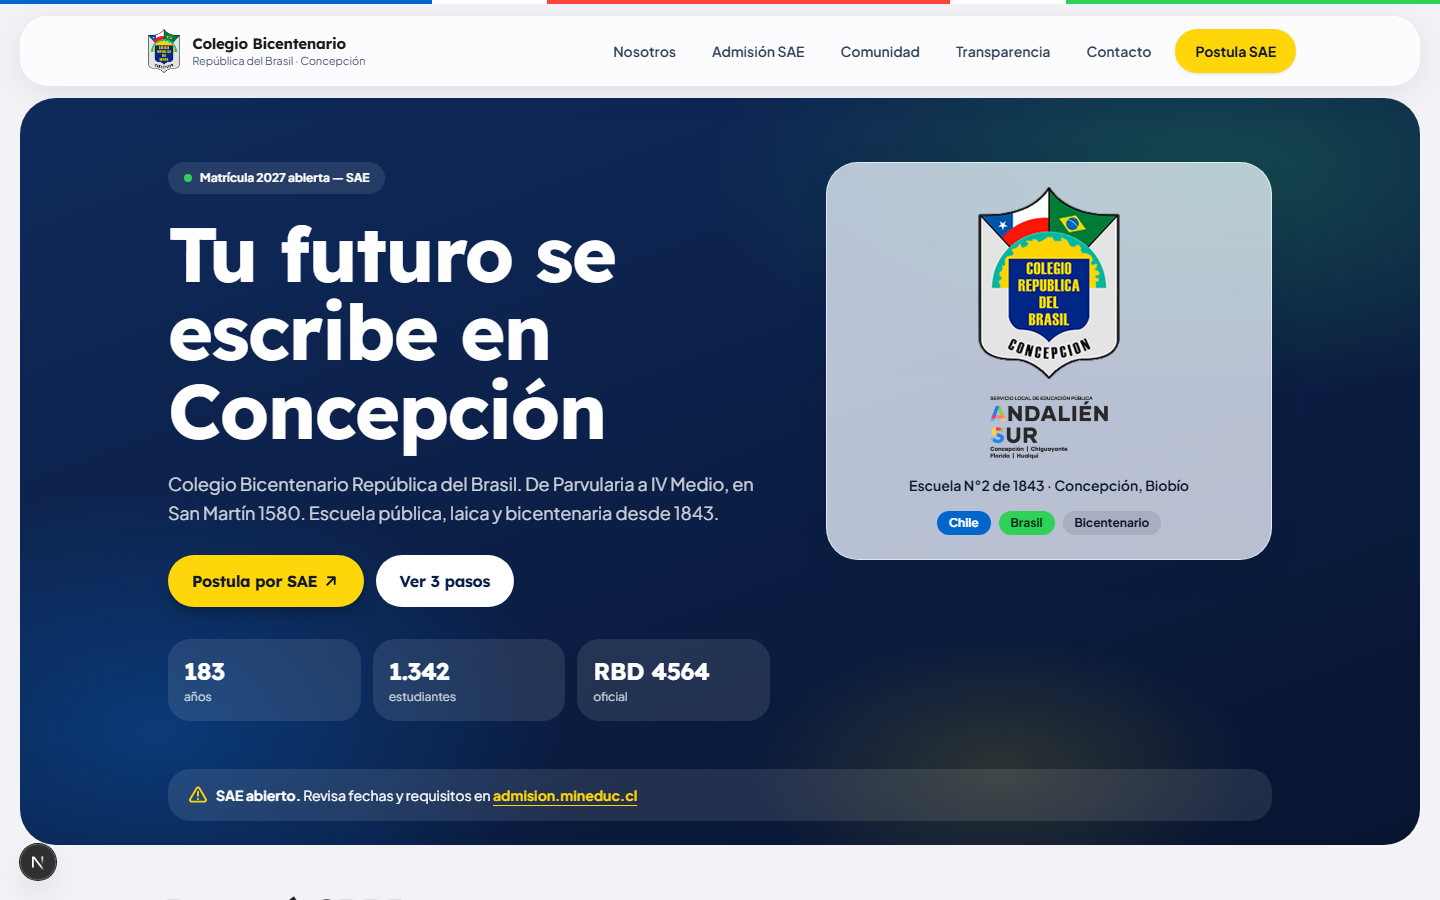 Colegio Bicentenario
República del Brasil · Concepción
Nosotros
Admisión SAE
Comunidad
Transparencia
Contacto
Postula SAE
Matrícula 2027 abierta — SAE
Tu futuro se
escribe en
Concepción
Colegio Bicentenario República del Brasil. De Parvularia a IV Medio, en
San Martín 1580. Escuela pública, laica y bicentenaria desde 1843.
Postula por SAE
Ver 3 pasos
183
años
1.342
estudiantes
RBD 4564
oficial
COLEGIO
REPUBLICA
DEL
BRASIL
CONCEPCION
SERVICIO LOCAL DE EDUCACIÓN PÚBLICA
ANDALIÉN
SUR
Concepción | Chiguayante
Florida | Hualqui
Escuela N°2 de 1843 · Concepción, Biobío
Chile
Brasil
Bicentenario
SAE abierto. Revisa fechas y requisitos en admision.mineduc.cl
N